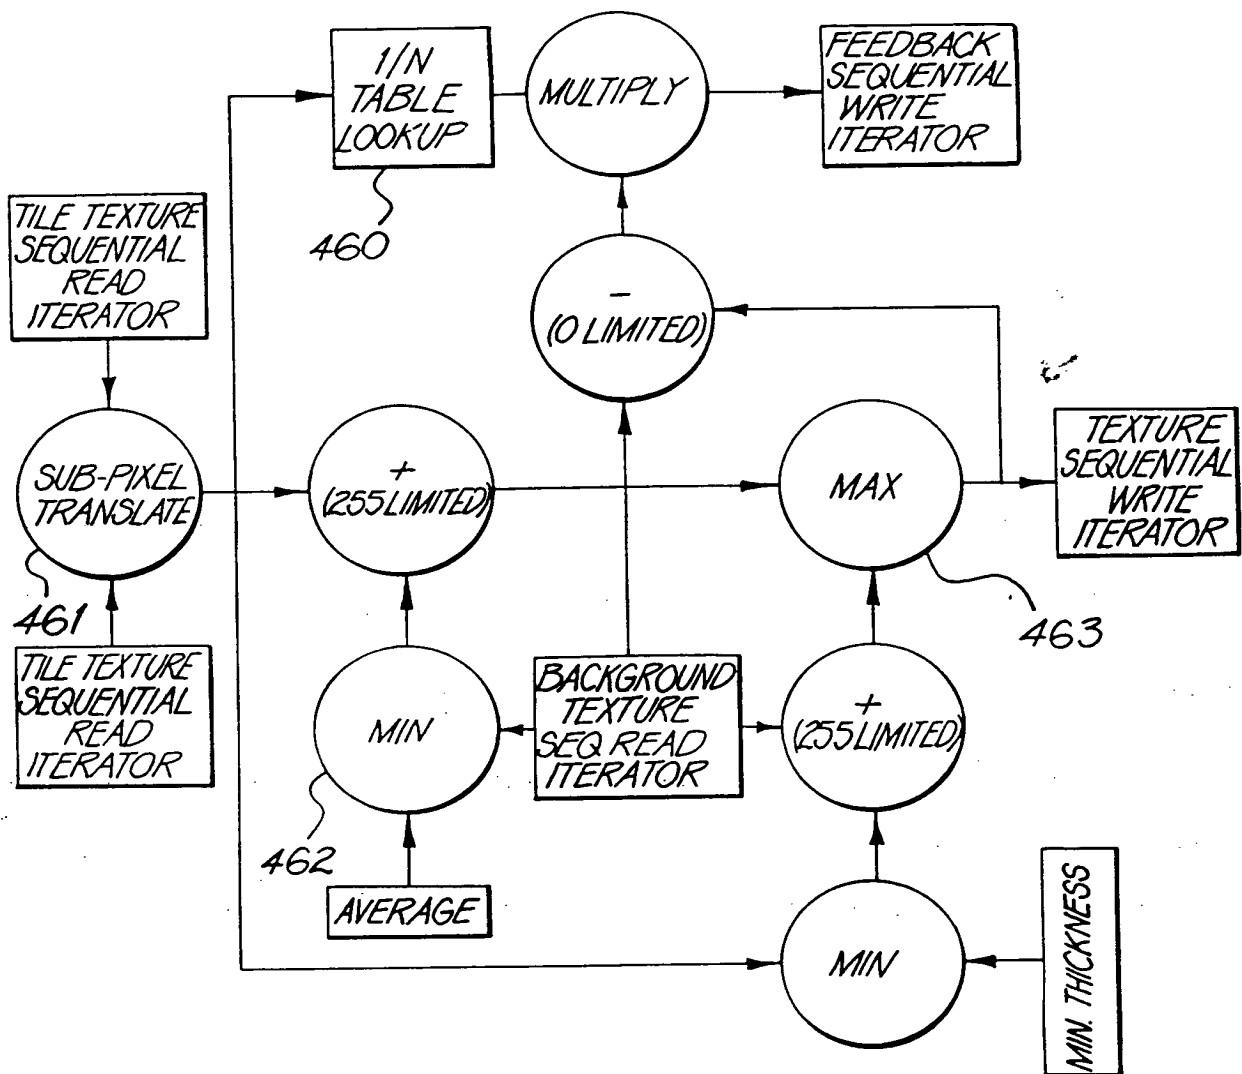 1/N
TABLE
LOOKUP
MULTIPLY
FEEDBACK
SEQUENTIAL
WRITE
ITERATOR
460
TILE TEXTURE
SEQUENTIAL
READ
ITERATOR
-
(0 LIMITED)
SUB-PIXEL
TRANSLATE
461
+
(255 LIMITED)
MAX
463
TEXTURE
SEQUENTIAL
WRITE
ITERATOR
TILE TEXTURE
SEQUENTIAL
READ
ITERATOR
MIN
462
BACKGROUND
TEXTURE
SEQ READ
ITERATOR
+
(255 LIMITED)
AVERAGE
MIN
MIN. THICKNESS